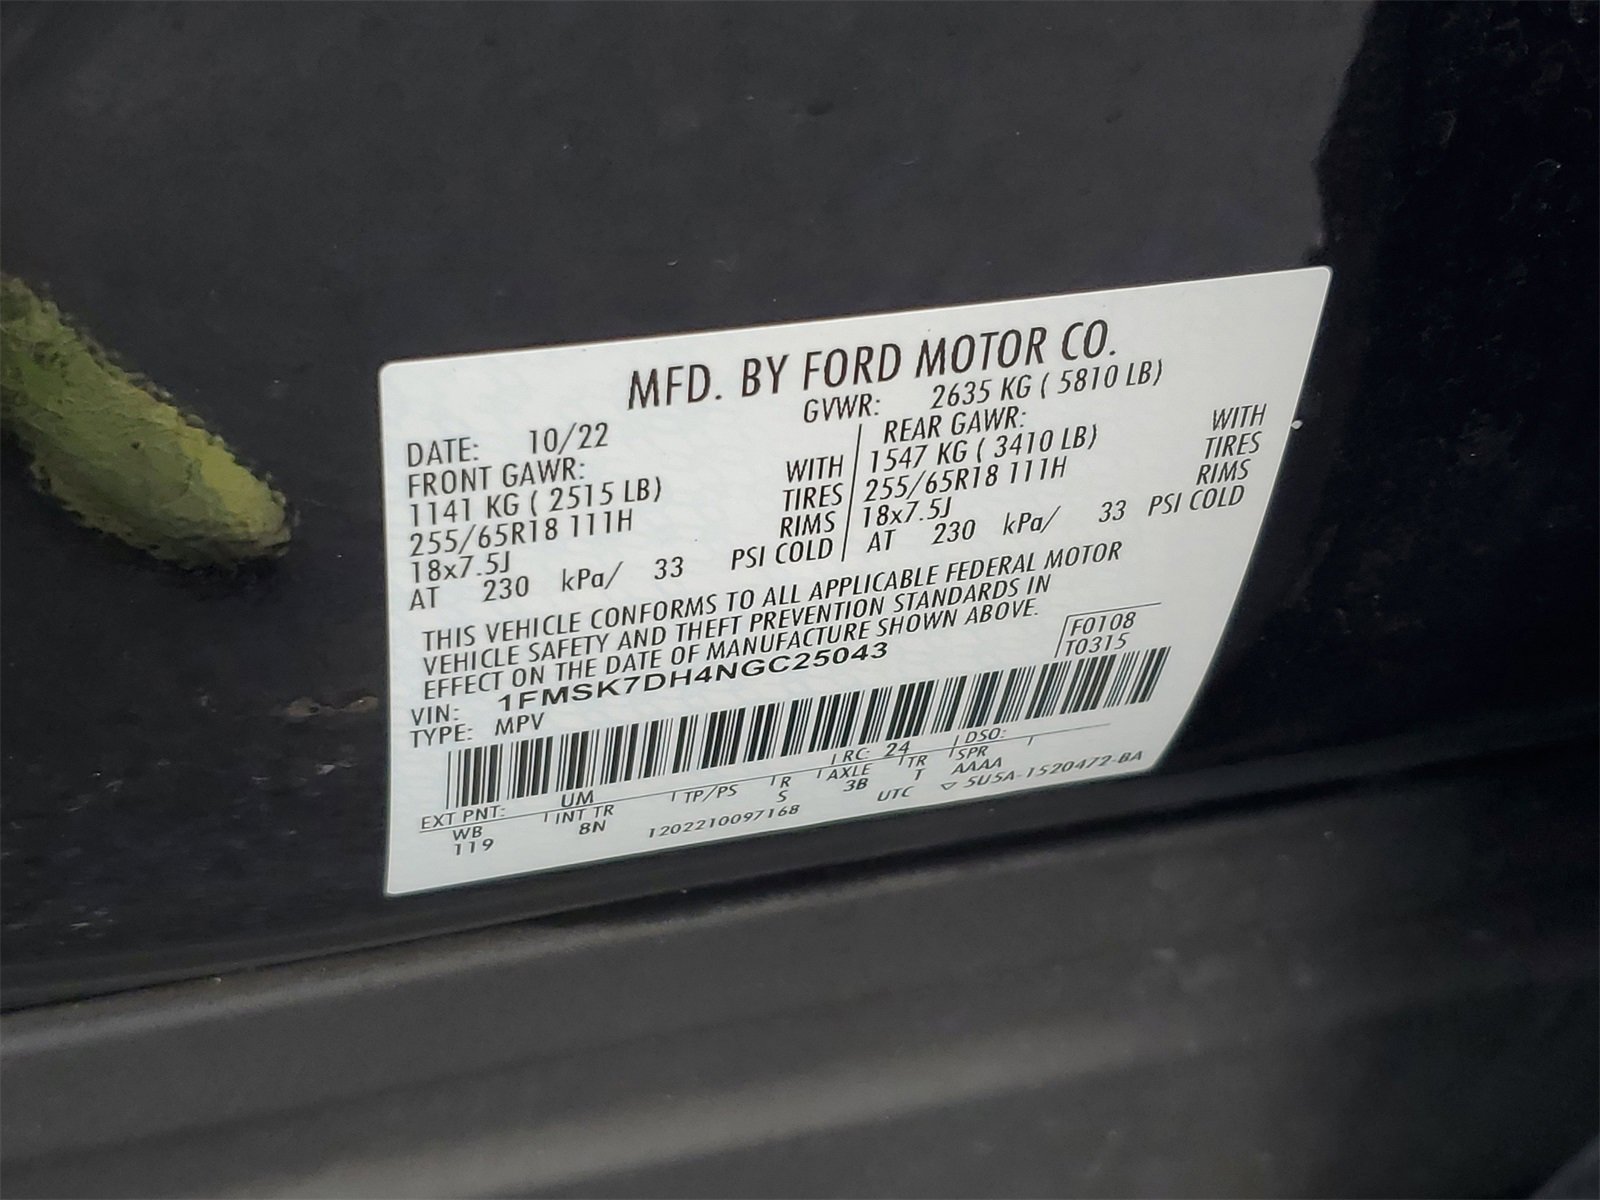 MFD. BY FORD MOTOR CO.
DATE: 10/22 GVWR: 2635 KG ( 5810 LB)
FRONT GAWR: REAR GAWR:
1141 KG ( 2515 LB) WITH 1547 KG ( 3410 LB) WITH
255/65R18 111H TIRES 255/65R18 111H TIRES
18x7.5J RIMS 18x7.5J RIMS
AT 230 kPa/ 33 PSI COLD AT 230 kPa/ 33 PSI COLD
THIS VEHICLE CONFORMS TO ALL APPLICABLE FEDERAL MOTOR
VEHICLE SAFETY AND THEFT PREVENTION STANDARDS IN
EFFECT ON THE DATE OF MANUFACTURE SHOWN ABOVE.
VIN: 1FMSK7DH4NGC25043 F0108
TYPE: MPV T0315
EXT PNT: UM RC: 24 DSO:
WB INT TR TP/PS R AXLE TR SPR
119 8N S 3B T AAAA
1202210097168 UTC ▽ 5U5A-1520472-BA